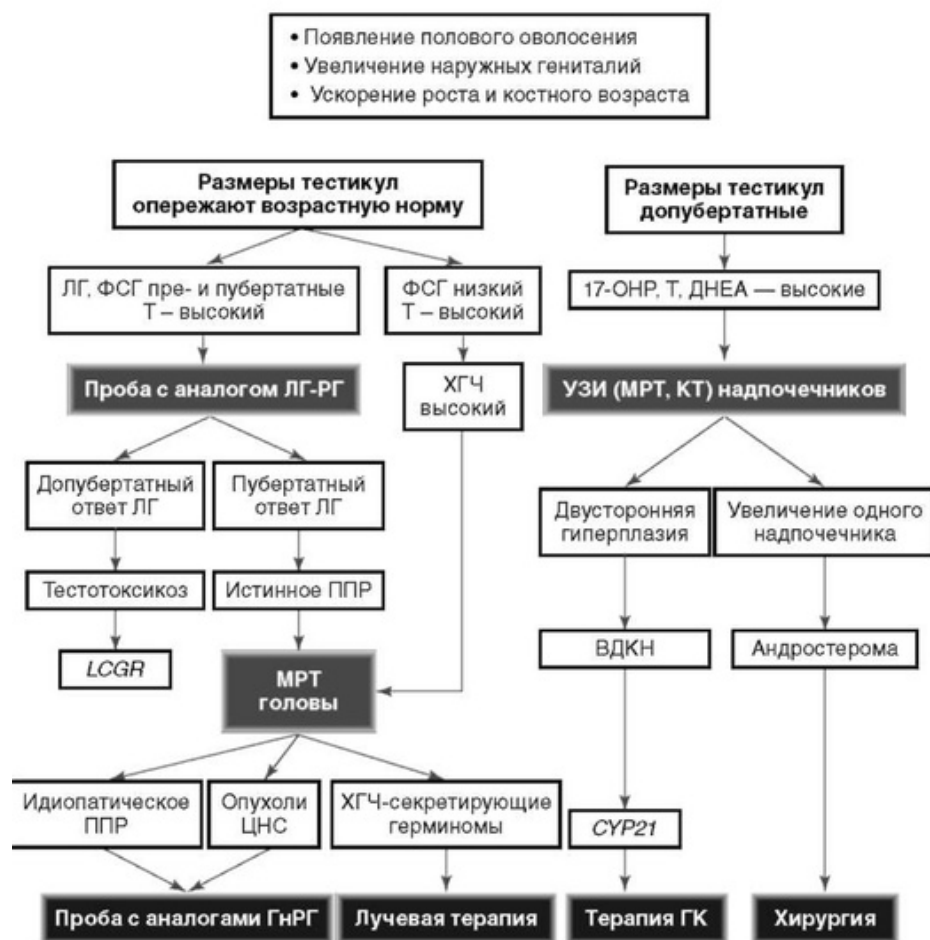 • Появление полового оволосения
• Увеличение наружных гениталий
• Ускорение роста и костного возраста
Размеры тестикул
опережают возрастную норму
Размеры тестикул
допубертатные
ЛГ, ФСГ пре- и пубертатные
Т – высокий
ФСГ низкий
Т – высокий
17-ОНР, Т, ДНЕА — высокие
Проба с аналогом ЛГ-РГ
ХГЧ
высокий
УЗИ (МРТ, КТ) надпочечников
Допубертатный
ответ ЛГ
Пубертатный
ответ ЛГ
Двусторонняя
гиперплазия
Увеличение одного
надпочечника
Тестотоксикоз
Истинное ППР
ВДКН
Андростерома
LCGR
МРТ
головы
Идиопатическое
ППР
Опухоли
ЦНС
ХГЧ-секретирующие
герминомы
CYP21
Проба с аналогами ГнРГ
Лучевая терапия
Терапия ГК
Хирургия